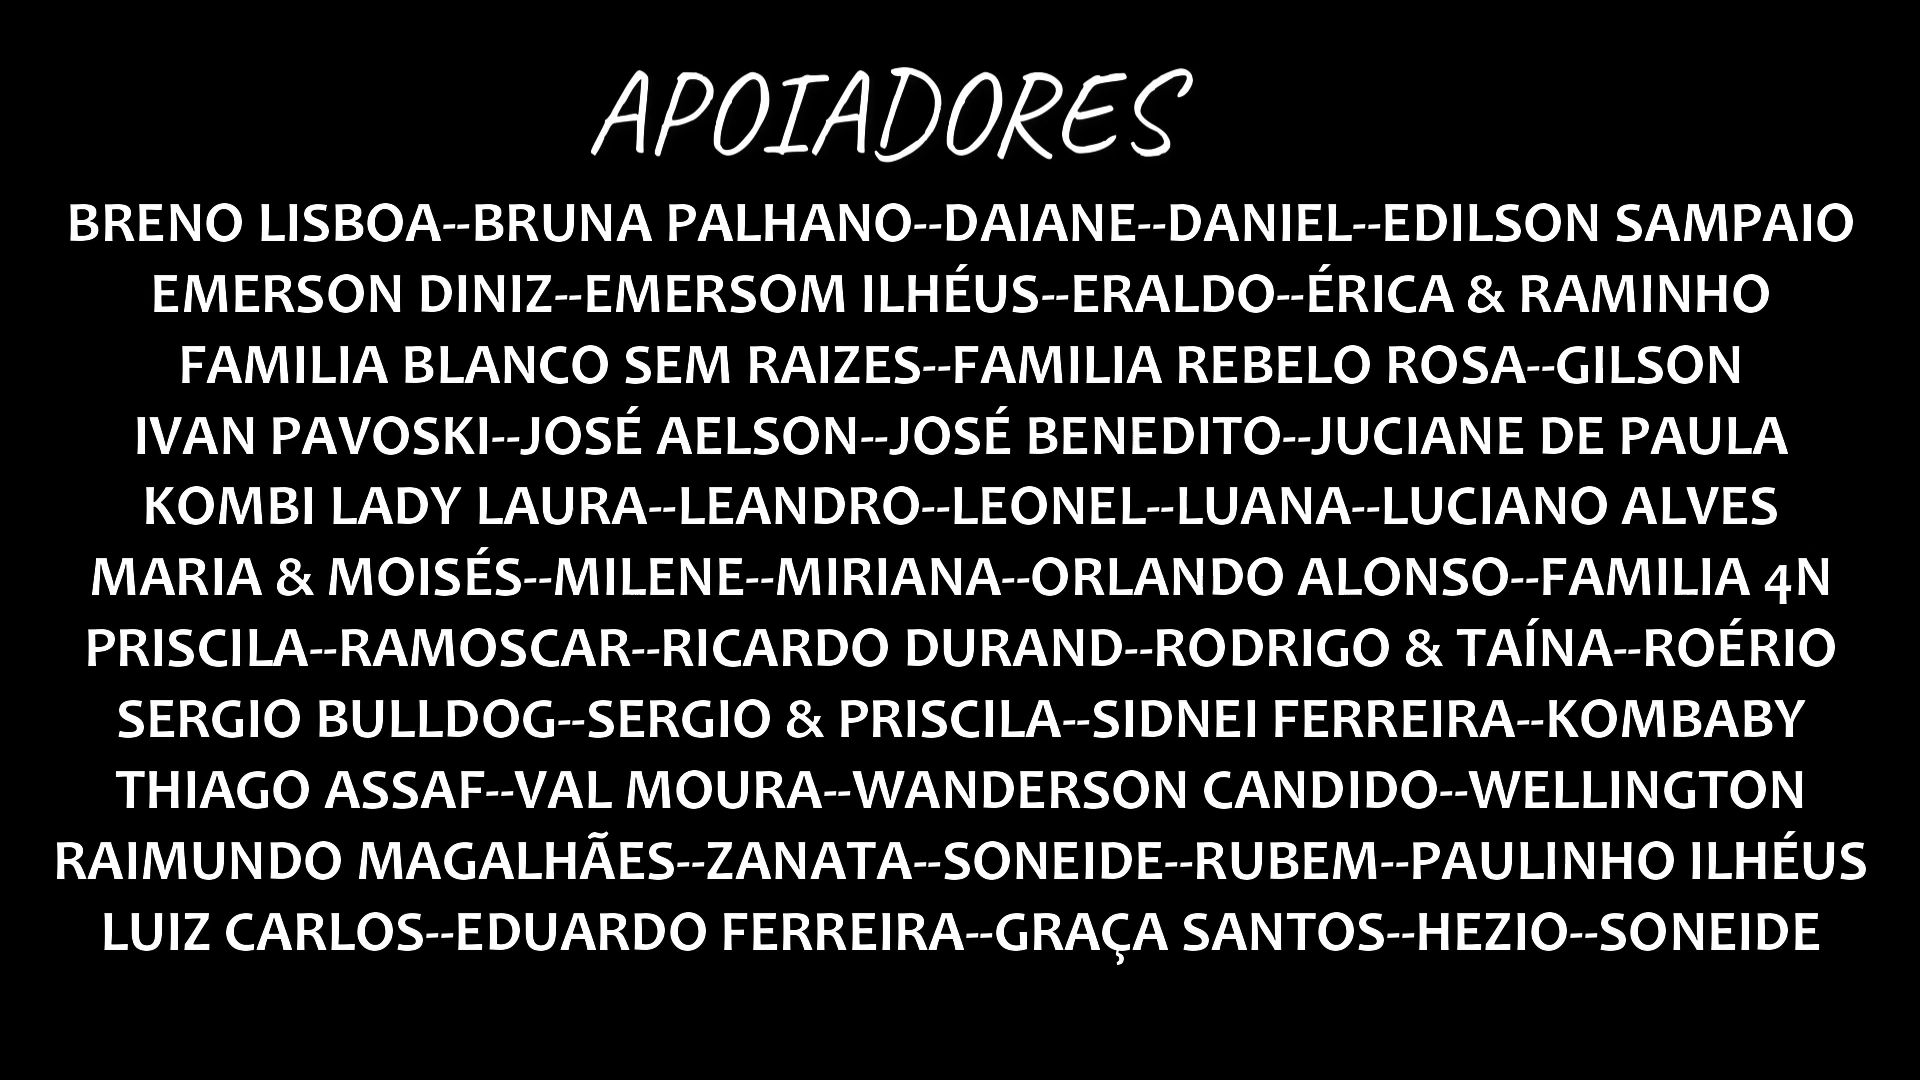 APOIADORES
BRENO LISBOA--BRUNA PALHANO--DAIANE--DANIEL--EDILSON SAMPAIO
EMERSON DINIZ--EMERSOM ILHÉUS--ERALDO--ÉRICA & RAMINHO
FAMILIA BLANCO SEM RAIZES--FAMILIA REBELO ROSA--GILSON
IVAN PAVOSKI--JOSÉ AELSON--JOSÉ BENEDITO--JUCIANE DE PAULA
KOMBI LADY LAURA--LEANDRO--LEONEL--LUANA--LUCIANO ALVES
MARIA & MOISÉS--MILENE--MIRIANA--ORLANDO ALONSO--FAMILIA 4N
PRISCILA--RAMOSCAR--RICARDO DURAND--RODRIGO & TAÍNA--ROÉRIO
SERGIO BULLDOG--SERGIO & PRISCILA--SIDNEI FERREIRA--KOMBABY
THIAGO ASSAF--VAL MOURA--WANDERSON CANDIDO--WELLINGTON
RAIMUNDO MAGALHÃES--ZANATA--SONEIDE--RUBEM--PAULINHO ILHÉUS
LUIZ CARLOS--EDUARDO FERREIRA--GRAÇA SANTOS--HEZIO--SONEIDE